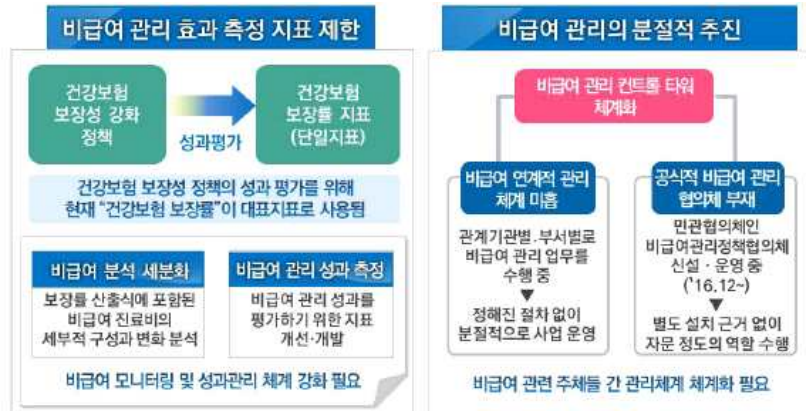 비급여 관리 효과 측정 지표 제한
건강보험
보장성 강화
정책
성과평가
건강보험
보장률 지표
(단일지표)
건강보험 보장성 정책의 성과 평가를 위해
현재 “건강보험 보장률”이 대표지표로 사용됨
비급여 분석 세분화
보장률 산출식에 포함된
비급여 진료비의
세부적 구성과 변화 분석
비급여 관리 성과 측정
비급여 관리 성과를
평가하기 위한 지표
개선·개발
비급여 모니터링 및 성과관리 체계 강화 필요
비급여 관리의 분절적 추진
비급여 관리 컨트롤 타워
체계화
비급여 연계적 관리
체계 미흡
관계기관별·부서별로
비급여 관리 업무를
수행 중
▼
정해진 절차 없이
분절적으로 사업 운영
공식적 비급여 관리
협의체 부재
민관협의체인
비급여관리정책협의체
신설·운영 중
('16.12~)
▼
별도 설치 근거 없이
자문 정도의 역할 수행
비급여 관련 주체들 간 관리체계 체계화 필요